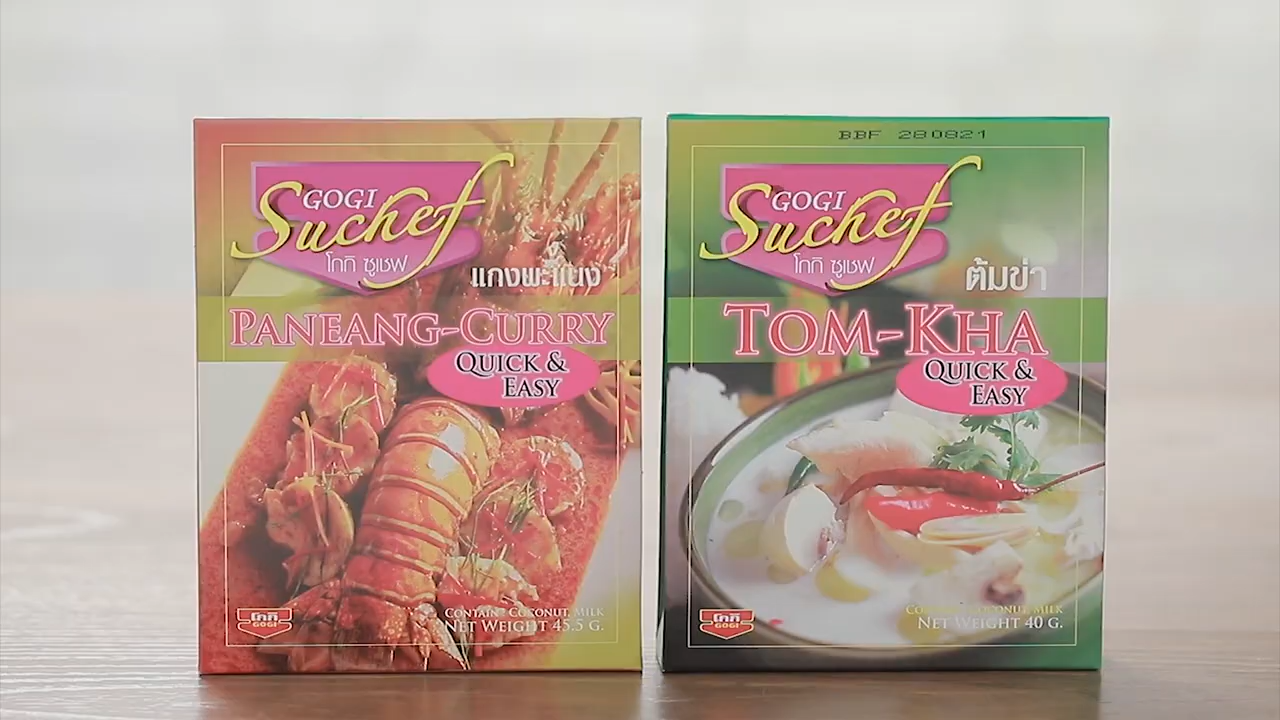 GOGI
Suchef
โกกิ ซูเชฟ
แกงพะแนง
PANEANG-CURRY
QUICK &
EASY
โกกิ
GOGI
CONTAIN: COCONUT, MILK
NET WEIGHT 45.5 G.
BBF 280821
GOGI
Suchef
โกกิ ซูเชฟ
ต้มข่า
TOM-KHA
QUICK &
EASY
โกกิ
GOGI
CONTAIN: COCONUT, MILK
NET WEIGHT 40 G.